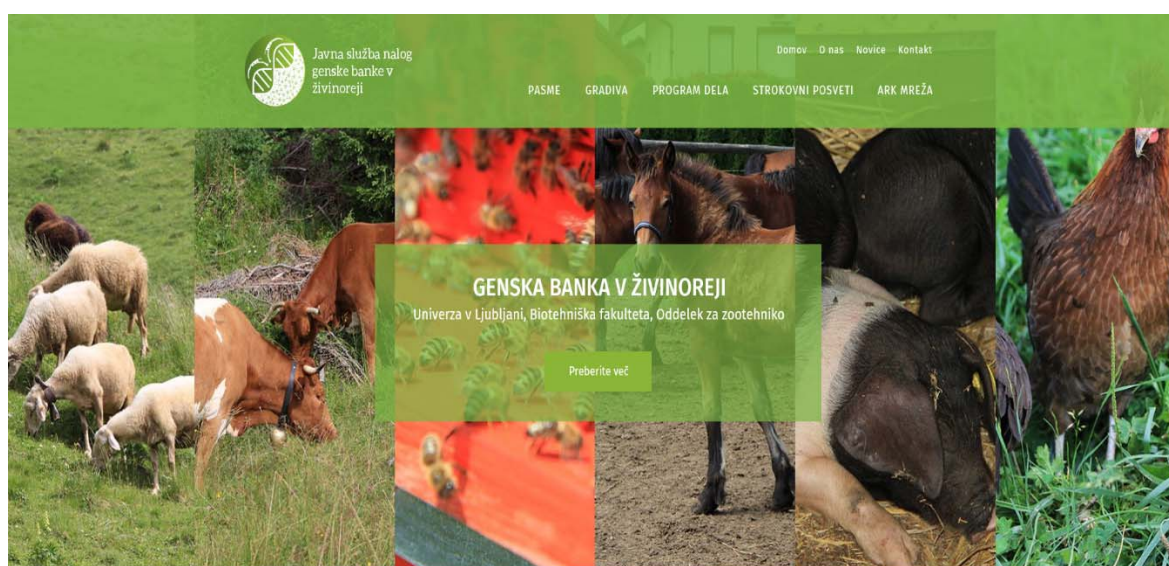 Javna služba nalog
genske banke v
živinoreji
Domov O nas Novice Kontakt
PASME GRADIVA PROGRAM DELA STROKOVNI POSVETI ARK MREŽA
GENSKA BANKA V ŽIVINOREJI
Univerza v Ljubljani, Biotehniška fakulteta, Oddelek za zootehniko
Preberite več